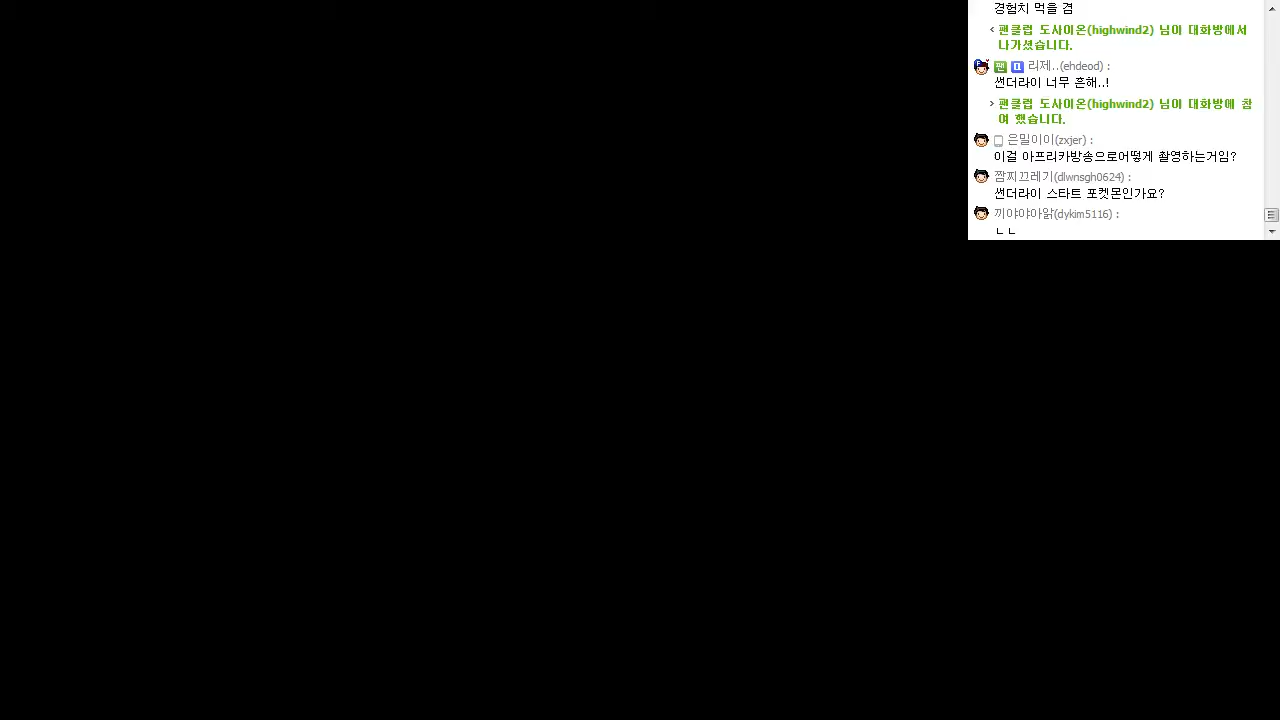 경험치 먹을 겸
< 팬클럽 도사이온(highwind2) 님이 대화방에서
나가셨습니다.
팬 리제..(ehdeod) :
썬더라이 너무 흔해..!
> 팬클럽 도사이온(highwind2) 님이 대화방에 참
여 했습니다.
은밀이이(zxjer) :
이걸 아프리카방송으로어떻게 촬영하는거임?
짬찌끄레기(dlwnsgh0624) :
썬더라이 스타트 포켓몬인가요?
끼야야아앍(dykim5116) :
ㄴㄴ